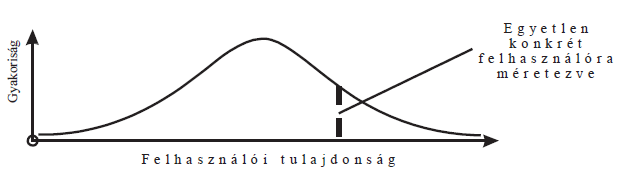 Gyakoriság
Egyetlen
konkrét
felhasználóra
méretezve
Felhasználói tulajdonság